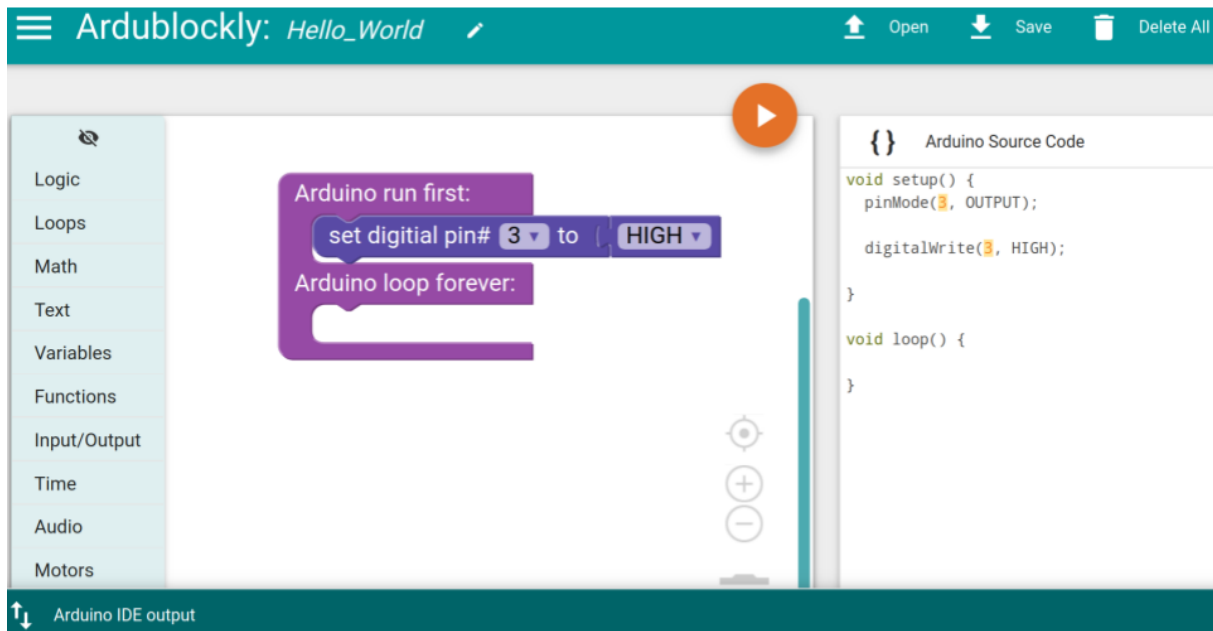 Ardublockly: Hello_World
Open
Save
Delete All
Logic
Loops
Math
Text
Variables
Functions
Input/Output
Time
Audio
Motors
Arduino run first:
set digitial pin# 3 to HIGH
Arduino loop forever:
{ } Arduino Source Code
void setup() {
pinMode(3, OUTPUT);
digitalWrite(3, HIGH);
}
void loop() {
}
Arduino IDE output